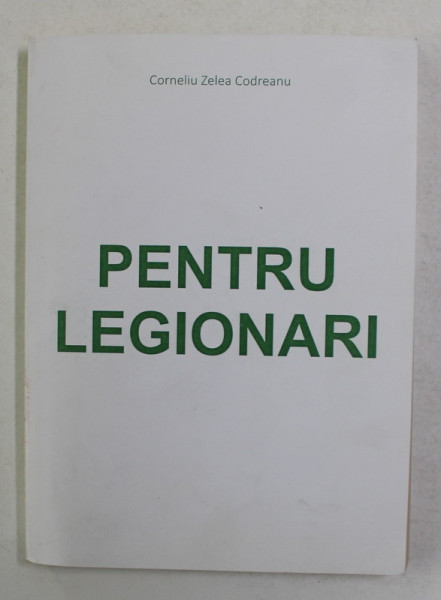 Corneliu Zelea Codreanu
PENTRU
LEGIONARI